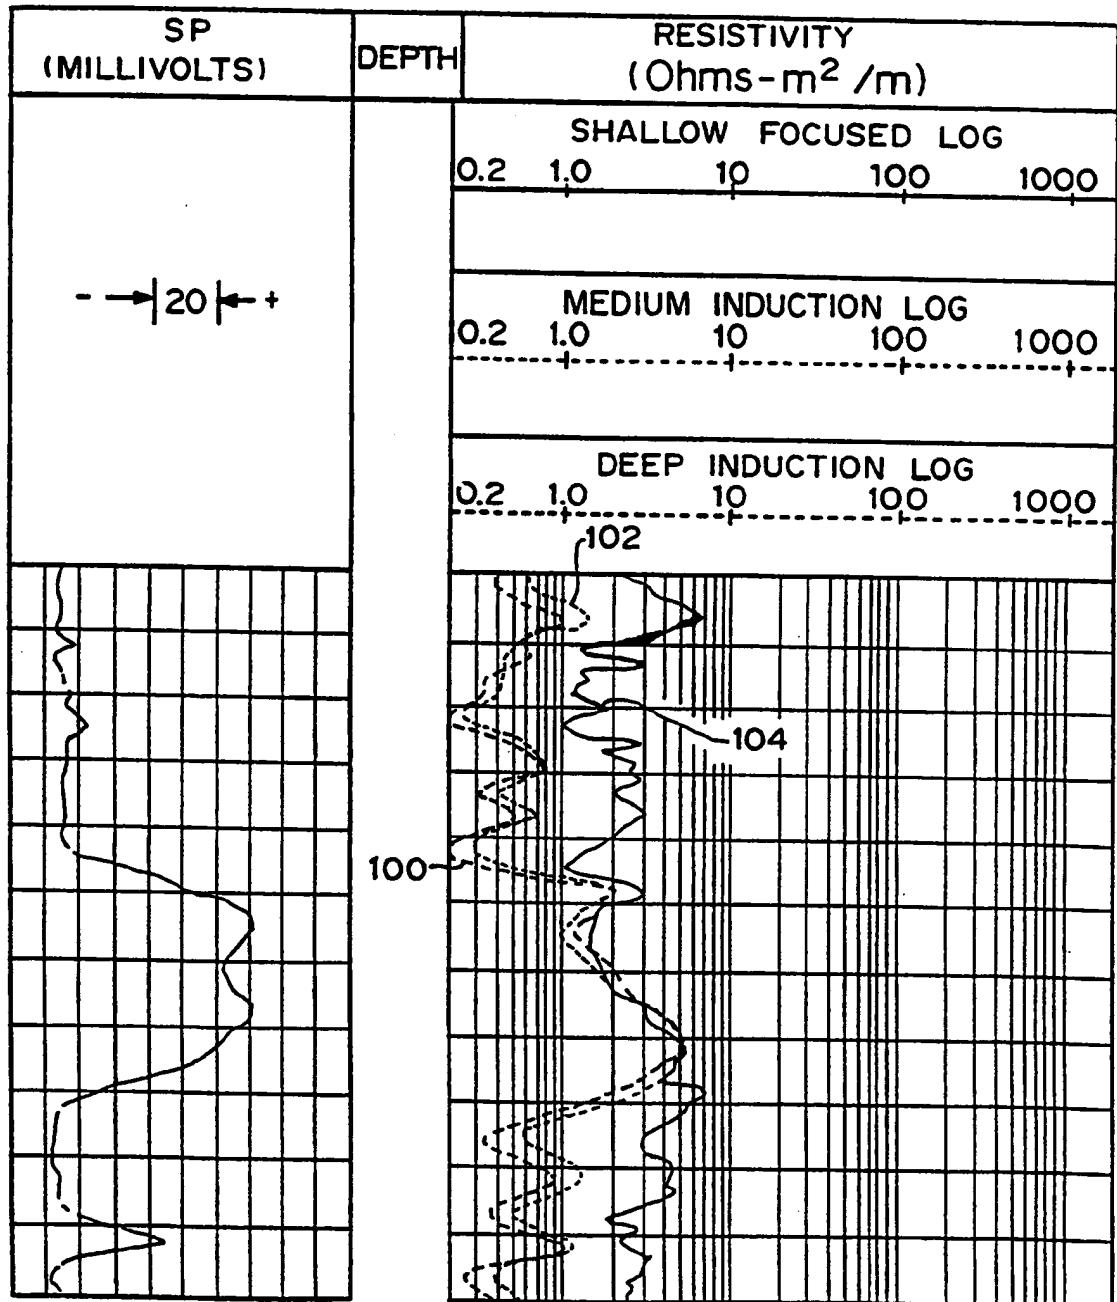 SP
(MILLIVOLTS)
DEPTH
RESISTIVITY
(Ohms-m² /m)
SHALLOW FOCUSED LOG
0.2 1.0 10 100 1000
- 20 +
MEDIUM INDUCTION LOG
0.2 1.0 10 100 1000
DEEP INDUCTION LOG
0.2 1.0 10 100 1000
102
104
100